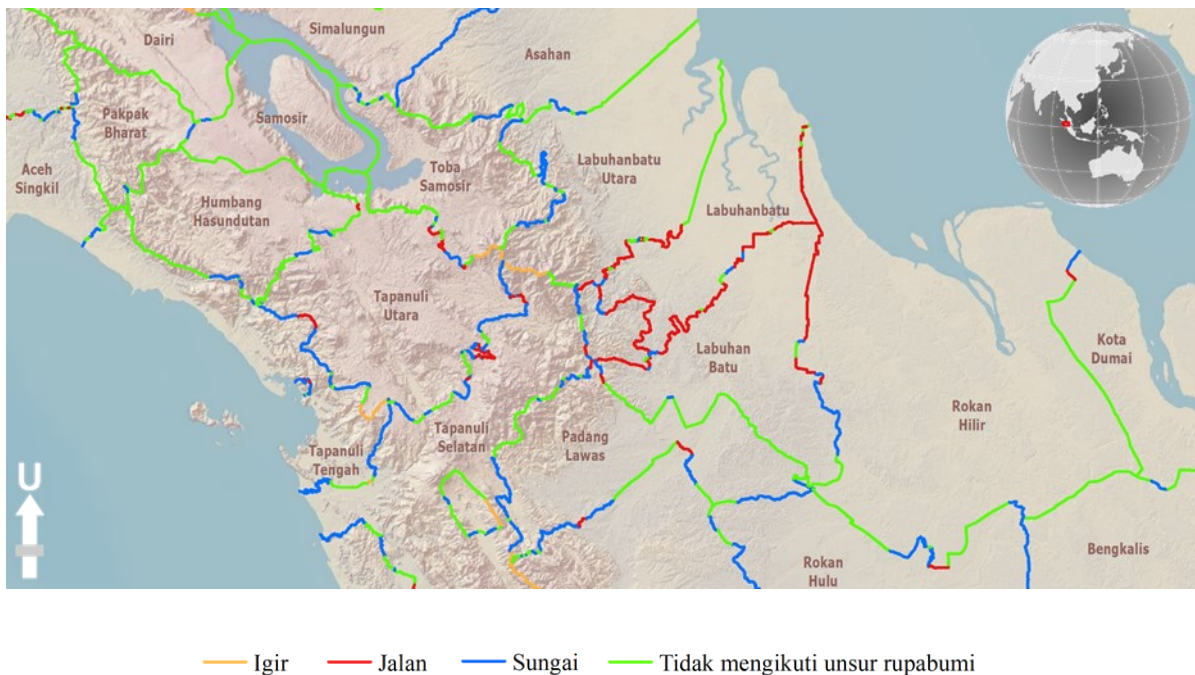 Simalungun
Dairi
Asahan
Pakpak
Bharat
Samosir
Aceh
Singkil
Toba
Samosir
Labuhanbatu
Utara
Humbang
Hasundutan
Labuhanbatu
Tapanuli
Utara
Labuhan
Batu
Kota
Dumai
Rokan
Hilir
Tapanuli
Selatan
Padang
Lawas
Tapanuli
Tengah
U
Bengkalis
Rokan
Hulu
Igir
Jalan
Sungai
Tidak mengikuti unsur rupabumi